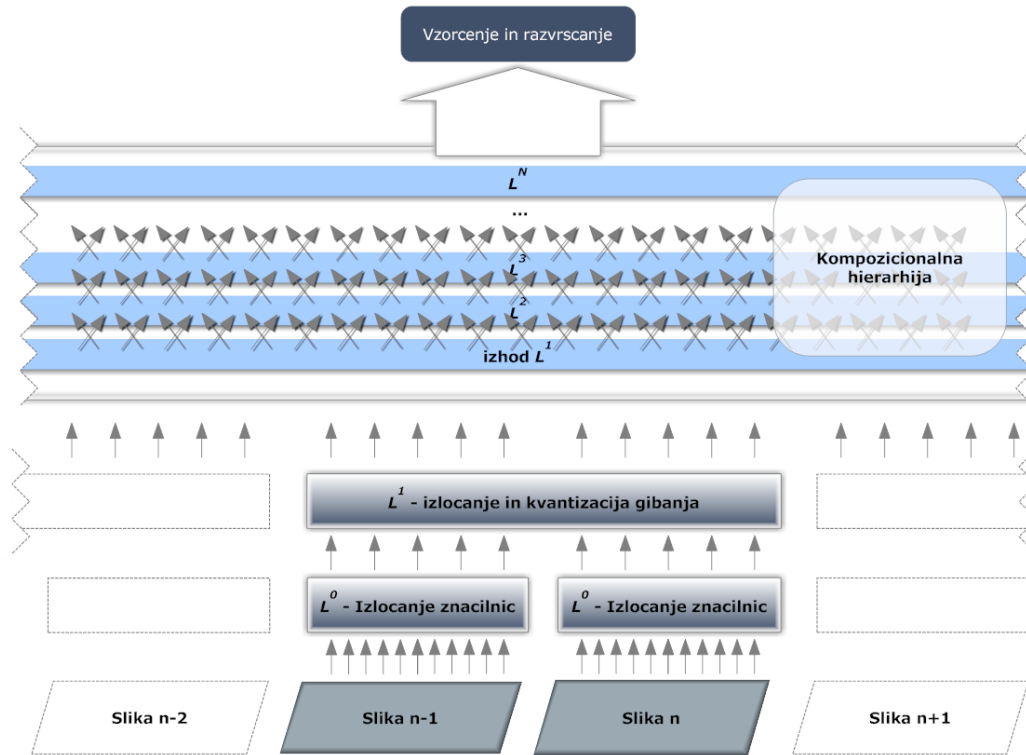 Vzorcenje in razvrscanje
L^N
...
Kompozicionalna
hierarhija
L^3
L^2
izhod L^1
L^1 - izlocanje in kvantizacija gibanja
L^0 - Izlocanje znacilnic
L^0 - Izlocanje znacilnic
Slika n-2
Slika n-1
Slika n
Slika n+1